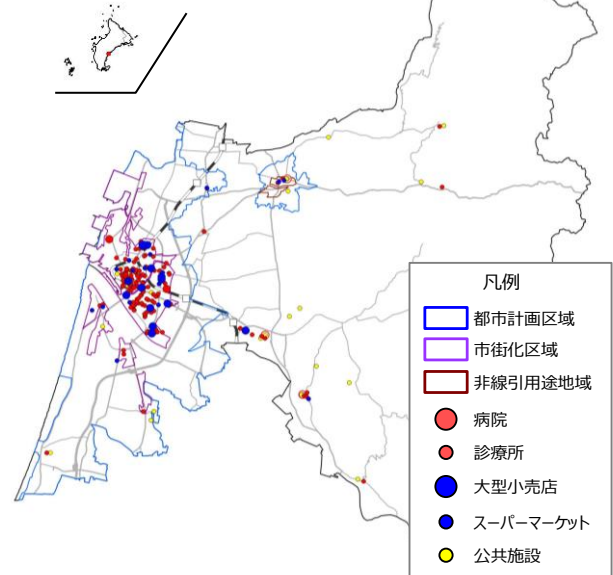 凡例
都市計画区域
市街化区域
非線引用途地域
病院
診療所
大型小売店
スーパーマーケット
公共施設